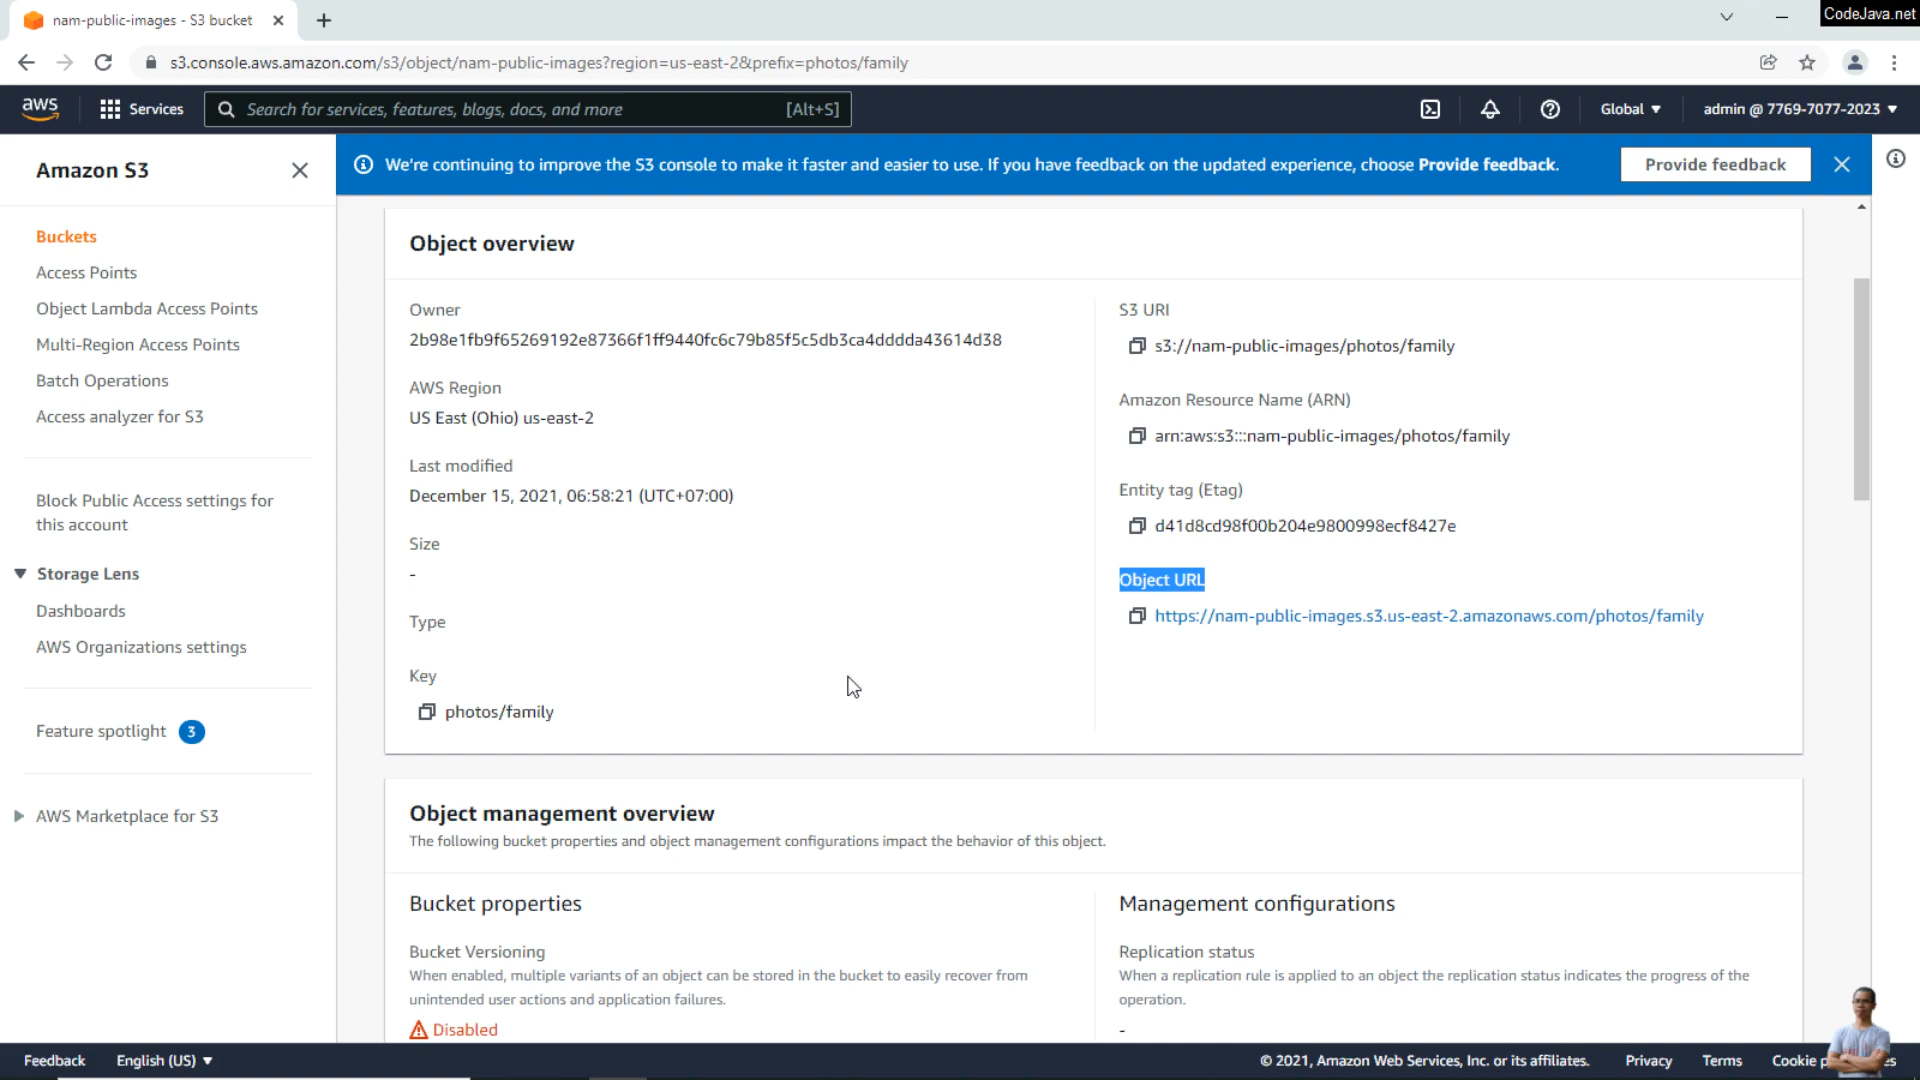 nam-public-images - S3 bucket
CodeJava.net
s3.console.aws.amazon.com/s3/object/nam-public-images?region=us-east-2&prefix=photos/family
aws
Services
Search for services, features, blogs, docs, and more
[Alt+S]
Global
admin @ 7769-7077-2023
Amazon S3
We're continuing to improve the S3 console to make it faster and easier to use. If you have feedback on the updated experience, choose Provide feedback.
Provide feedback
Buckets
Access Points
Object Lambda Access Points
Multi-Region Access Points
Batch Operations
Access analyzer for S3
Block Public Access settings for
this account
Storage Lens
Dashboards
AWS Organizations settings
Feature spotlight 3
AWS Marketplace for S3
Object overview
Owner
2b98e1fb9f65269192e87366f1ff9440fc6c79b85f5c5db3ca4dddda43614d38
AWS Region
US East (Ohio) us-east-2
Last modified
December 15, 2021, 06:58:21 (UTC+07:00)
Size
-
Type
Key
photos/family
S3 URI
s3://nam-public-images/photos/family
Amazon Resource Name (ARN)
arn:aws:s3:::nam-public-images/photos/family
Entity tag (Etag)
d41d8cd98f00b204e9800998ecf8427e
Object URL
https://nam-public-images.s3.us-east-2.amazonaws.com/photos/family
Object management overview
The following bucket properties and object management configurations impact the behavior of this object.
Bucket properties
Bucket Versioning
When enabled, multiple variants of an object can be stored in the bucket to easily recover from
unintended user actions and application failures.
Disabled
Management configurations
Replication status
When a replication rule is applied to an object the replication status indicates the progress of the
operation.
-
Feedback
English (US)
© 2021, Amazon Web Services, Inc. or its affiliates.
Privacy
Terms
Cookie